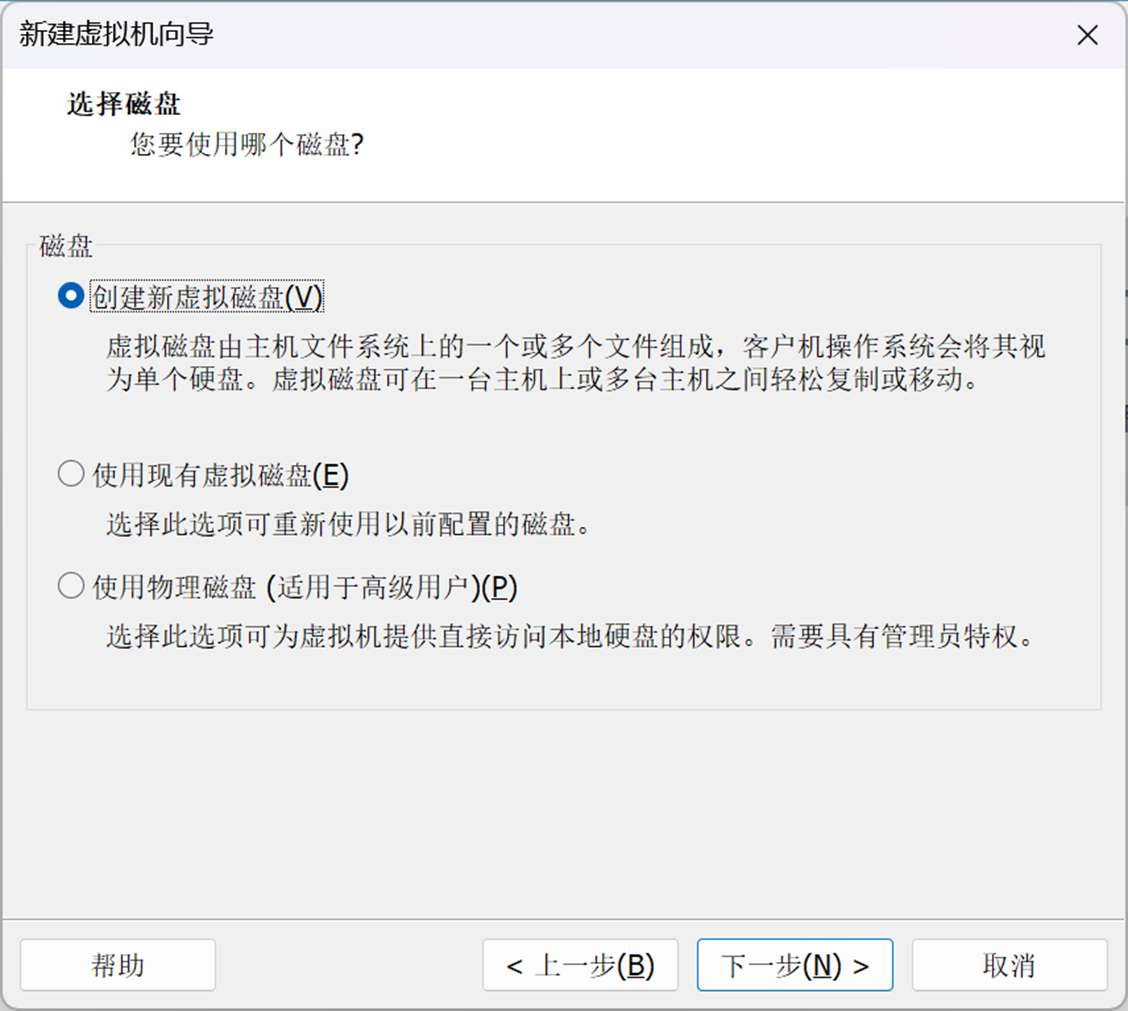 新建虚拟机向导
选择磁盘
您要使用哪个磁盘?
磁盘
创建新虚拟磁盘(V)
虚拟磁盘由主机文件系统上的一个或多个文件组成，客户机操作系统会将其视
为单个硬盘。虚拟磁盘可在一台主机上或多台主机之间轻松复制或移动。
使用现有虚拟磁盘(E)
选择此选项可重新使用以前配置的磁盘。
使用物理磁盘 (适用于高级用户)(P)
选择此选项可为虚拟机提供直接访问本地硬盘的权限。需要具有管理员特权。
帮助
< 上一步(B)
下一步(N) >
取消